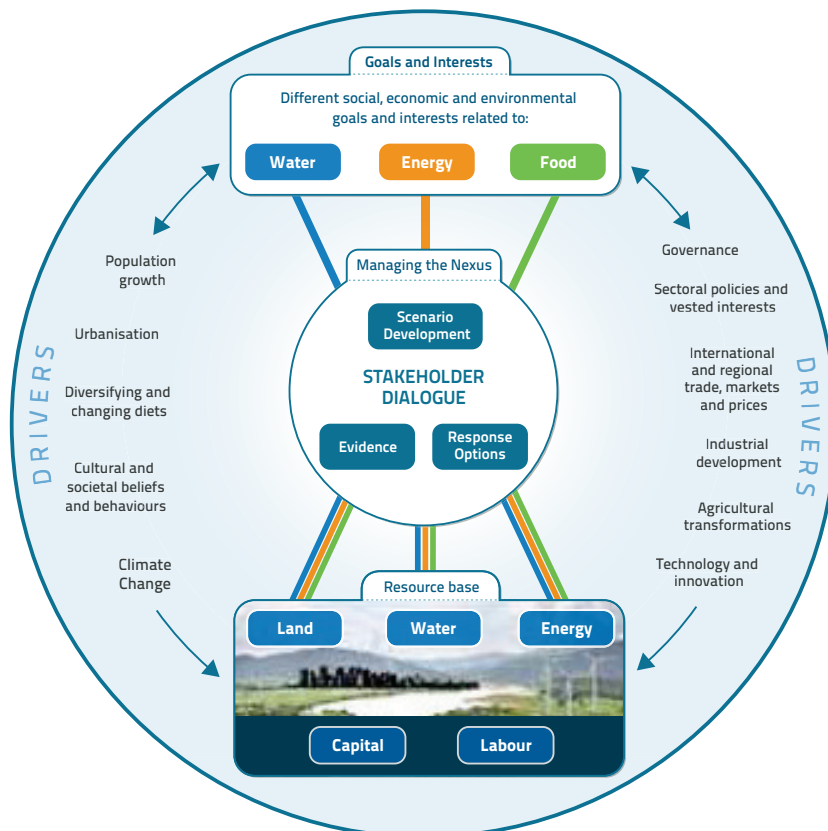 Goals and Interests
Different social, economic and environmental
goals and interests related to:
Water
Energy
Food
DRIVERS
Population
growth
Urbanisation
Diversifying and
changing diets
Cultural and
societal beliefs
and behaviours
Climate
Change
Managing the Nexus
Scenario
Development
STAKEHOLDER
DIALOGUE
Evidence
Response
Options
Governance
Sectoral policies and
vested interests
International
and regional
trade, markets
and prices
Industrial
development
Agricultural
transformations
Technology and
innovation
DRIVERS
Resource base
Land
Water
Energy
Capital
Labour